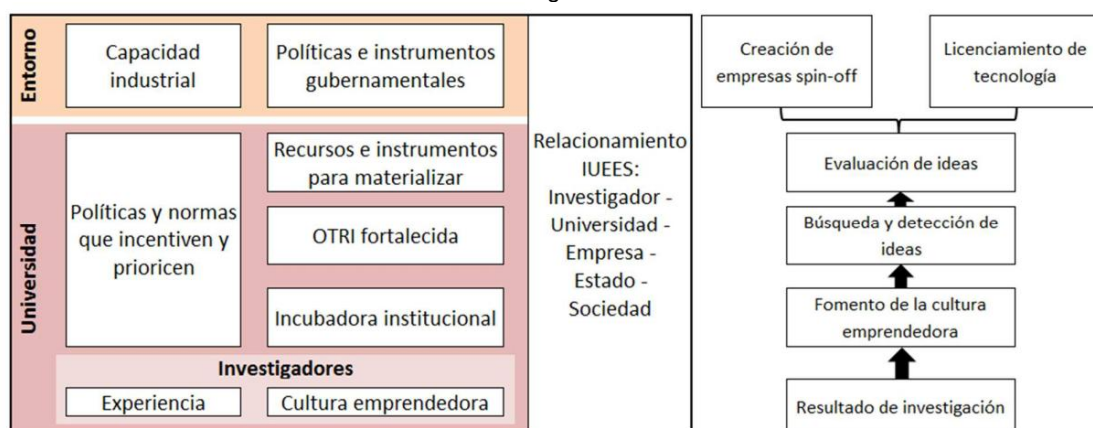 Entorno
Capacidad
industrial
Políticas e instrumentos
gubernamentales
Universidad
Políticas y normas
que incentiven y
prioricen
Recursos e instrumentos
para materializar
OTRI fortalecida
Incubadora institucional
Investigadores
Experiencia
Cultura emprendedora
Relacionamiento
IUEES:
Investigador -
Universidad -
Empresa -
Estado -
Sociedad
Creación de
empresas spin-off
Licenciamiento de
tecnología
Evaluación de ideas
Búsqueda y detección de
ideas
Fomento de la cultura
emprendedora
Resultado de investigación